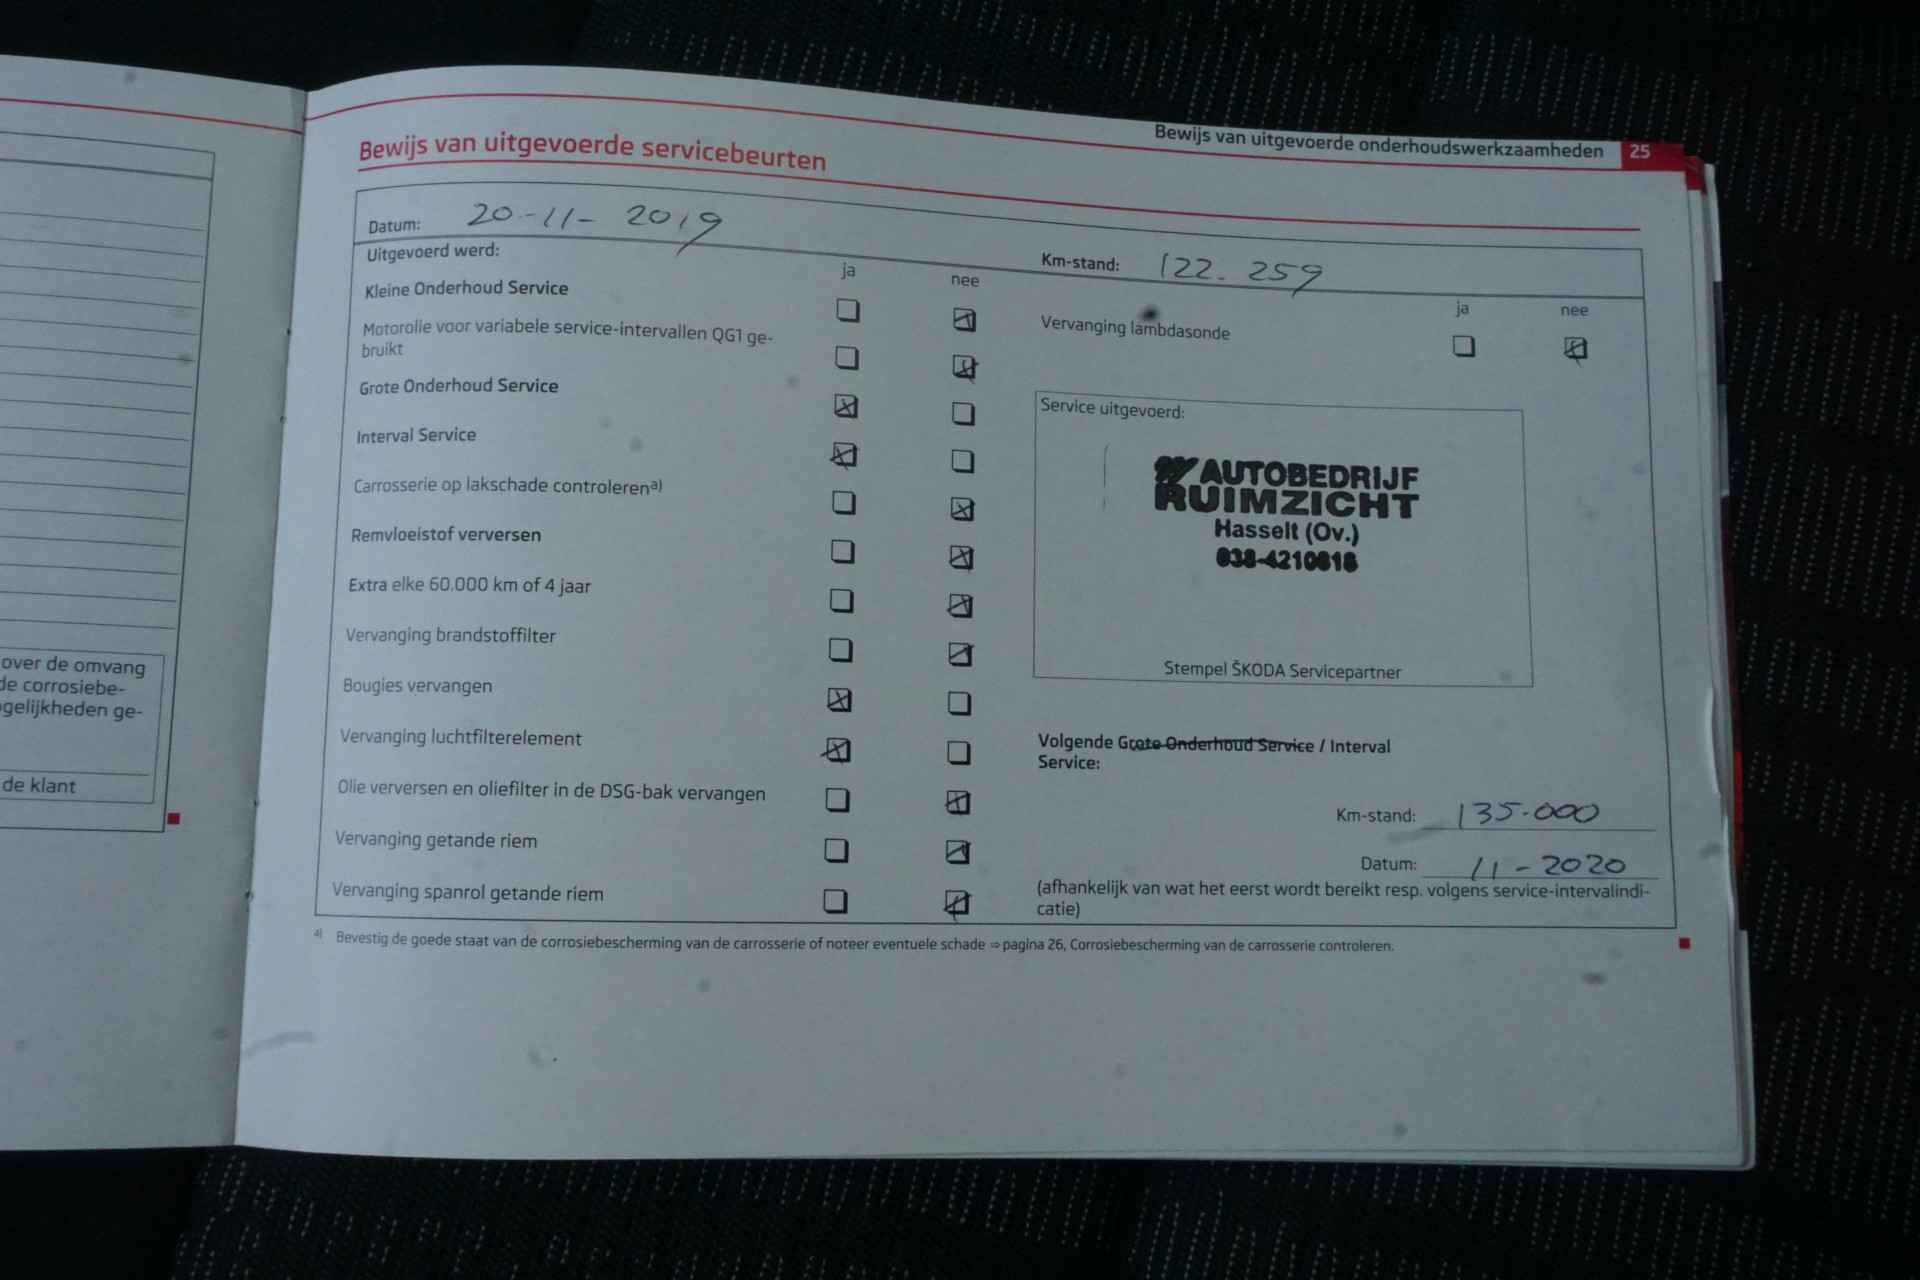 Bewijs van uitgevoerde onderhoudswerkzaamheden 25
Bewijs van uitgevoerde servicebeurten
Datum: 20-11-2019
Km-stand: 122.259
Uitgevoerd werd:
ja nee
Kleine Onderhoud Service
Motorolie voor variabele service-intervallen QG1 ge-
bruikt
Grote Onderhoud Service
Interval Service
Carrosserie op lakschade controlerena)
Remvloeistof verversen
Extra elke 60.000 km of 4 jaar
Vervanging brandstoffilter
Bougies vervangen
Vervanging luchtfilterelement
Olie verversen en oliefilter in de DSG-bak vervangen
Vervanging getande riem
Vervanging spanrol getande riem
ja nee
Vervanging lambdasonde
Service uitgevoerd:
AUTOBEDRIJF
RUIMZICHT
Hasselt (Ov.)
038-4210818
Stempel ŠKODA Servicepartner
Volgende Grote Onderhoud Service / Interval
Service:
Km-stand: 135.000
Datum: 11-2020
(afhankelijk van wat het eerst wordt bereikt resp. volgens service-intervalindi-
catie)
a) Bevestig de goede staat van de corrosiebescherming van de carrosserie of noteer eventuele schade ⇒ pagina 26, Corrosiebescherming van de carrosserie controleren.
over de omvang
de corrosiebe-
gelijkheden ge-
de klant